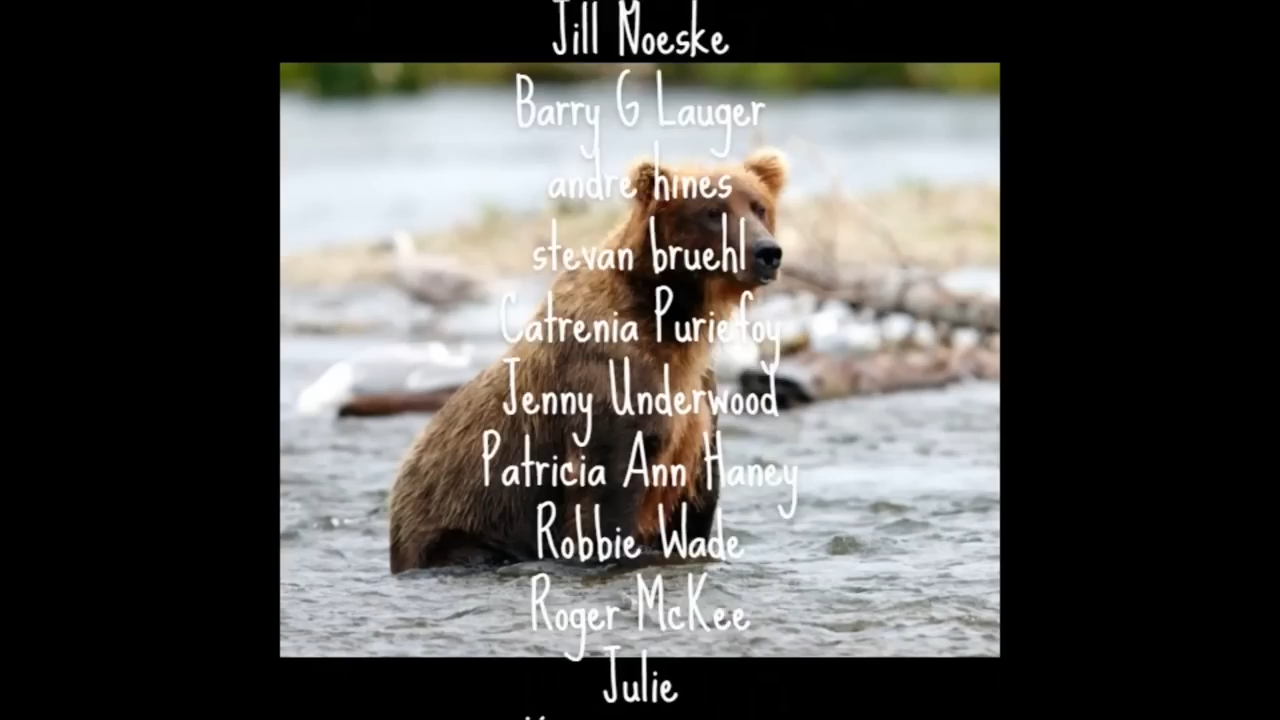 Jill Noeske
Barry G Lauger
andre hines
stevan bruehl
Catrenia Puriefoy
Jenny Underwood
Patricia Ann Haney
Robbie Wade
Roger McKee
Julie